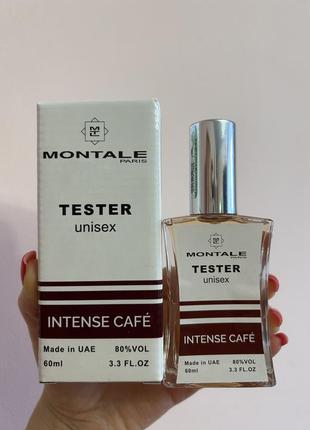 MONTALE
PARIS
TESTER
unisex
INTENSE CAFÉ
Made in UAE 80%VOL
60ml 3.3 FL.OZ
MONTALE
PARIS
TESTER
unisex
INTENSE CAFÉ
Made in UAE 80%VOL
60ml 3.3 FL.OZ